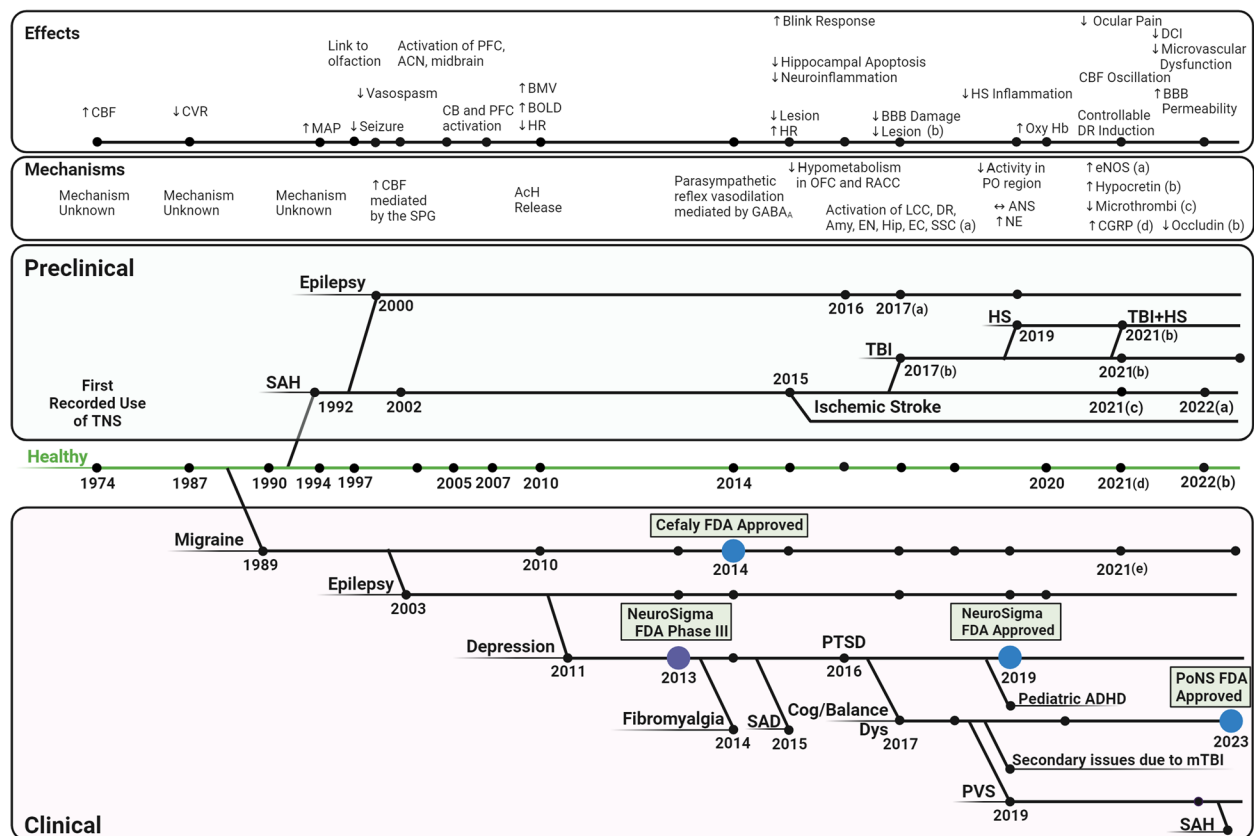 Effects
↑CBF
↓CVR
↑MAP
Link to
olfaction
↓Vasospasm
↓Seizure
Activation of PFC,
ACN, midbrain
CB and PFC
activation
↑BMV
↑BOLD
↓HR
↑Blink Response
↓Hippocampal Apoptosis
↓Neuroinflammation
↓Lesion
↑HR
↓BBB Damage
↓Lesion (b)
↓HS Inflammation
↑Oxy Hb
↓ Ocular Pain
↓DCI
↓Microvascular
Dysfunction
CBF Oscillation
↑BBB
Permeability
Controllable
DR Induction
Mechanisms
Mechanism
Unknown
Mechanism
Unknown
Mechanism
Unknown
↑CBF
mediated
by the SPG
AcH
Release
Parasympathetic
reflex vasodilation
mediated by GABAA
↓Hypometabolism
in OFC and RACC
Activation of LCC, DR,
Amy, EN, Hip, EC, SSC (a)
↓Activity in
PO region
↔ ANS
↑NE
↑eNOS (a)
↑Hypocretin (b)
↓Microthrombi (c)
↑CGRP (d) ↓Occludin (b)
Preclinical
Epilepsy
2000
2016
2017(a)
HS
2019
TBI+HS
2021(b)
TBI
2017(b)
2021(b)
First
Recorded Use
of TNS
SAH
1992
2002
2015
Ischemic Stroke
2021(c)
2022(a)
Healthy
1974
1987
1990
1994
1997
2005
2007
2010
2014
2020
2021(d)
2022(b)
Cefaly FDA Approved
Migraine
1989
2010
2014
2021(e)
Epilepsy
2003
NeuroSigma
FDA Phase III
NeuroSigma
FDA Approved
Depression
2011
2013
PTSD
2016
2019
PoNS FDA
Approved
Pediatric ADHD
Fibromyalgia
2014
SAD
2015
Cog/Balance
Dys
2017
2023
Secondary issues due to mTBI
PVS
2019
SAH
Clinical